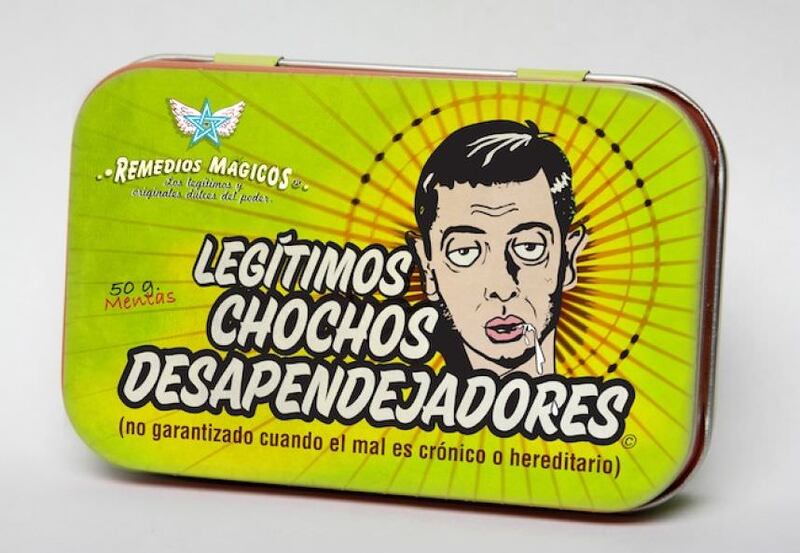 REMEDIOS MAGICOS®
Los legítimos y
originales dulces del poder.
50 g.
Mentas
LEGÍTIMOS
CHOCHOS
DESAPENDEJADORES
©
(no garantizado cuando el mal es crónico o hereditario)